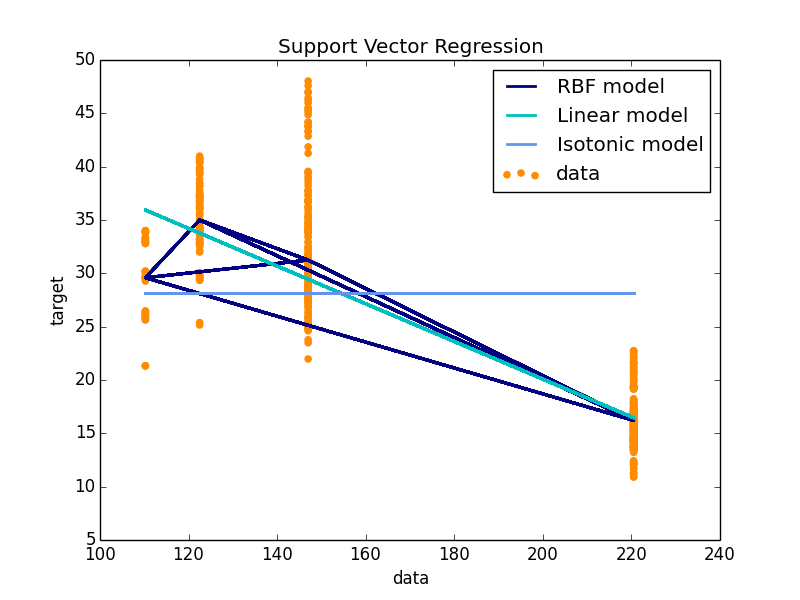 Support Vector Regression
RBF model
Linear model
Isotonic model
data
50
45
40
35
30
25
20
15
10
5
target
100
120
140
160
180
200
220
240
data